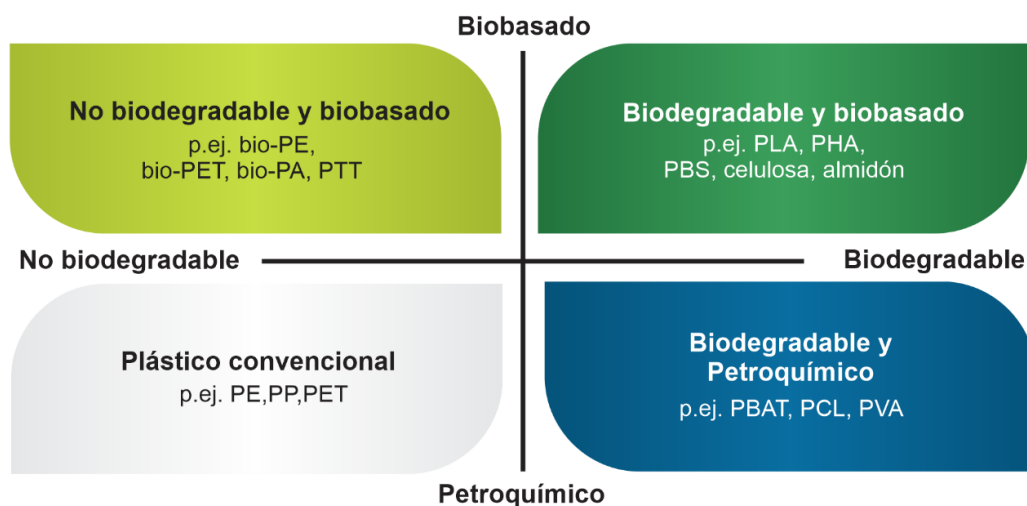 Biobasado
No biodegradable y biobasado
p.ej. bio-PE,
bio-PET, bio-PA, PTT
Biodegradable y biobasado
p.ej. PLA, PHA,
PBS, celulosa, almidón
No biodegradable
Biodegradable
Plástico convencional
p.ej. PE,PP,PET
Biodegradable y
Petroquímico
p.ej. PBAT, PCL, PVA
Petroquímico